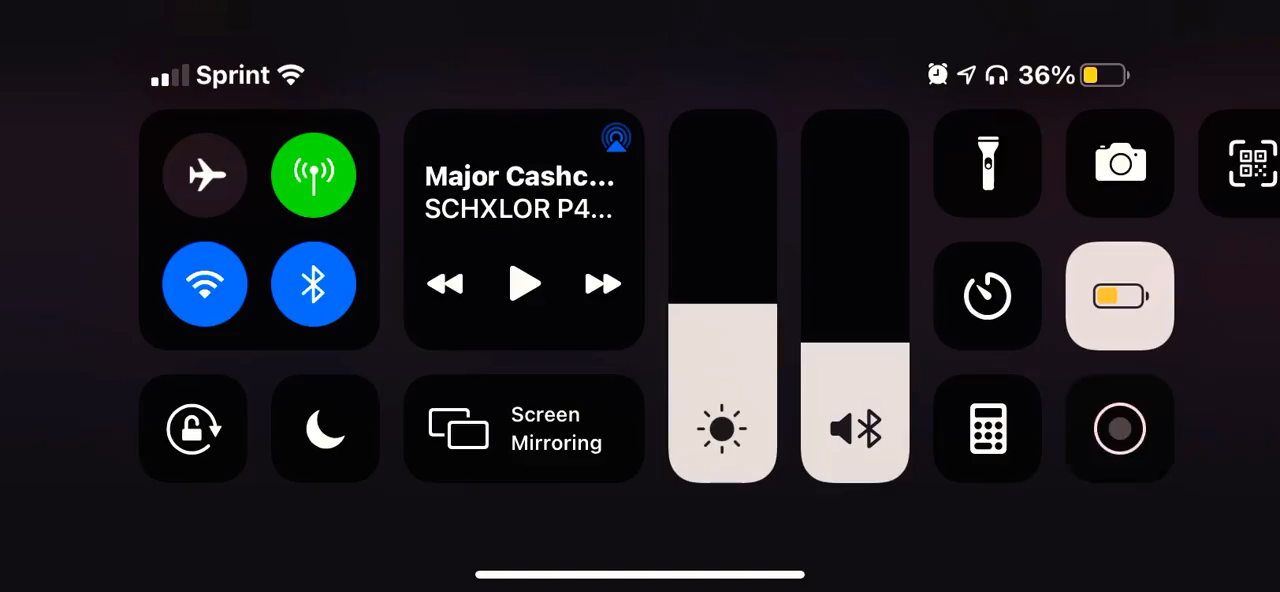 Sprint
36%
Major Cashc...
SCHXLOR P4...
Screen
Mirroring